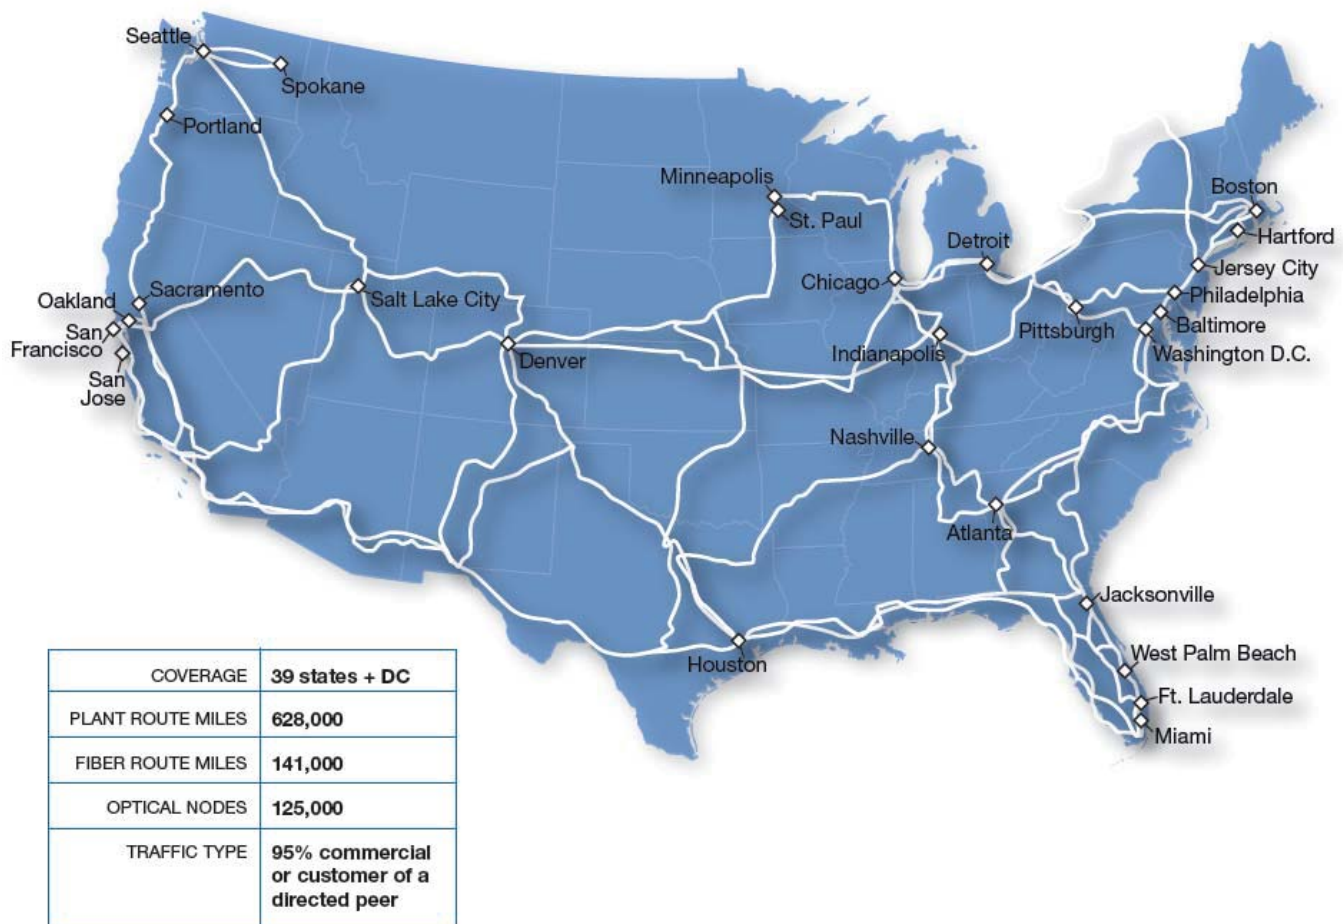 Seattle
Spokane
Portland
Minneapolis
St. Paul
Boston
Hartford
Detroit
Jersey City
Chicago
Salt Lake City
Sacramento
Oakland
Philadelphia
San
Francisco
Pittsburgh
Baltimore
Indianapolis
Washington D.C.
Denver
San
Jose
Nashville
Atlanta
Jacksonville
Houston
West Palm Beach
Ft. Lauderdale
Miami
COVERAGE 39 states + DC
PLANT ROUTE MILES 628,000
FIBER ROUTE MILES 141,000
OPTICAL NODES 125,000
TRAFFIC TYPE 95% commercial
or customer of a
directed peer